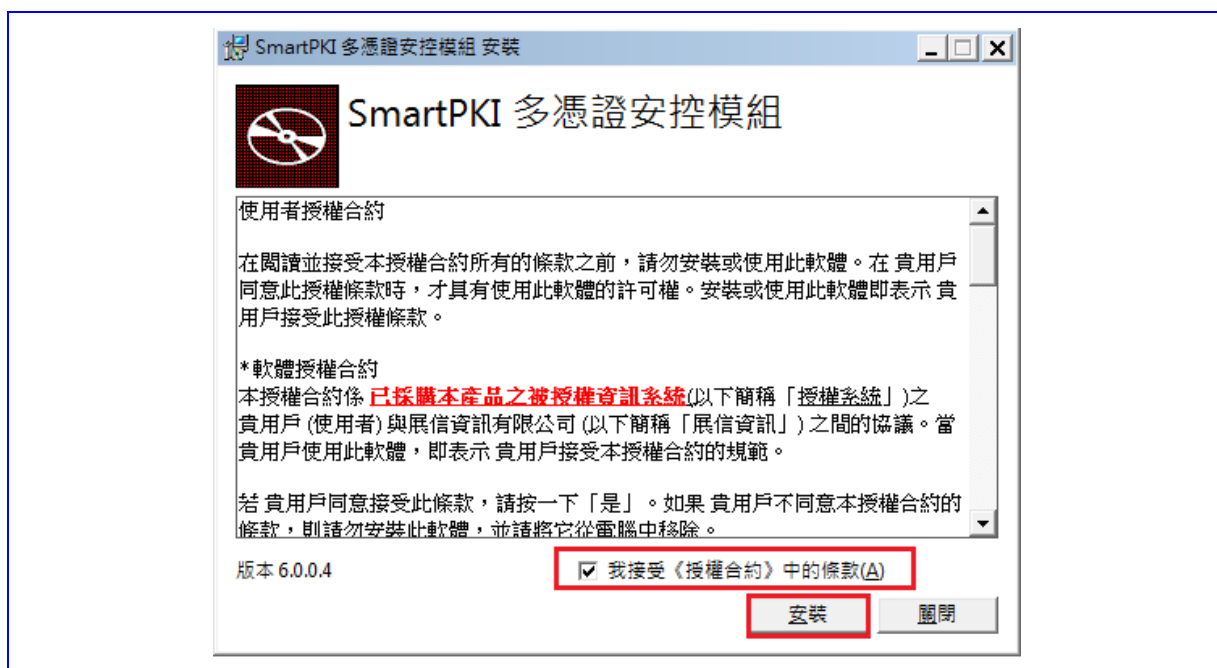 SmartPKI 多憑證安控模組 安裝
SmartPKI 多憑證安控模組
使用者授權合約
在閱讀並接受本授權合約所有的條款之前，請勿安裝或使用此軟體。在 貴用戶
同意此授權條款時，才具有使用此軟體的許可權。安裝或使用此軟體即表示 貴
用戶接受此授權條款。
*軟體授權合約
本授權合約係 已採購本產品之被授權資訊系統(以下簡稱「授權系統」)之
貴用戶 (使用者) 與展信資訊有限公司 (以下簡稱「展信資訊」) 之間的協議。當
貴用戶使用此軟體，即表示 貴用戶接受本授權合約的規範。
若 貴用戶同意接受此條款，請按一下「是」。如果 貴用戶不同意本授權合約的
條款，則請勿安裝此軟體，並請將它從電腦中移除。
版本 6.0.0.4
我接受《授權合約》中的條款(A)
安裝
關閉